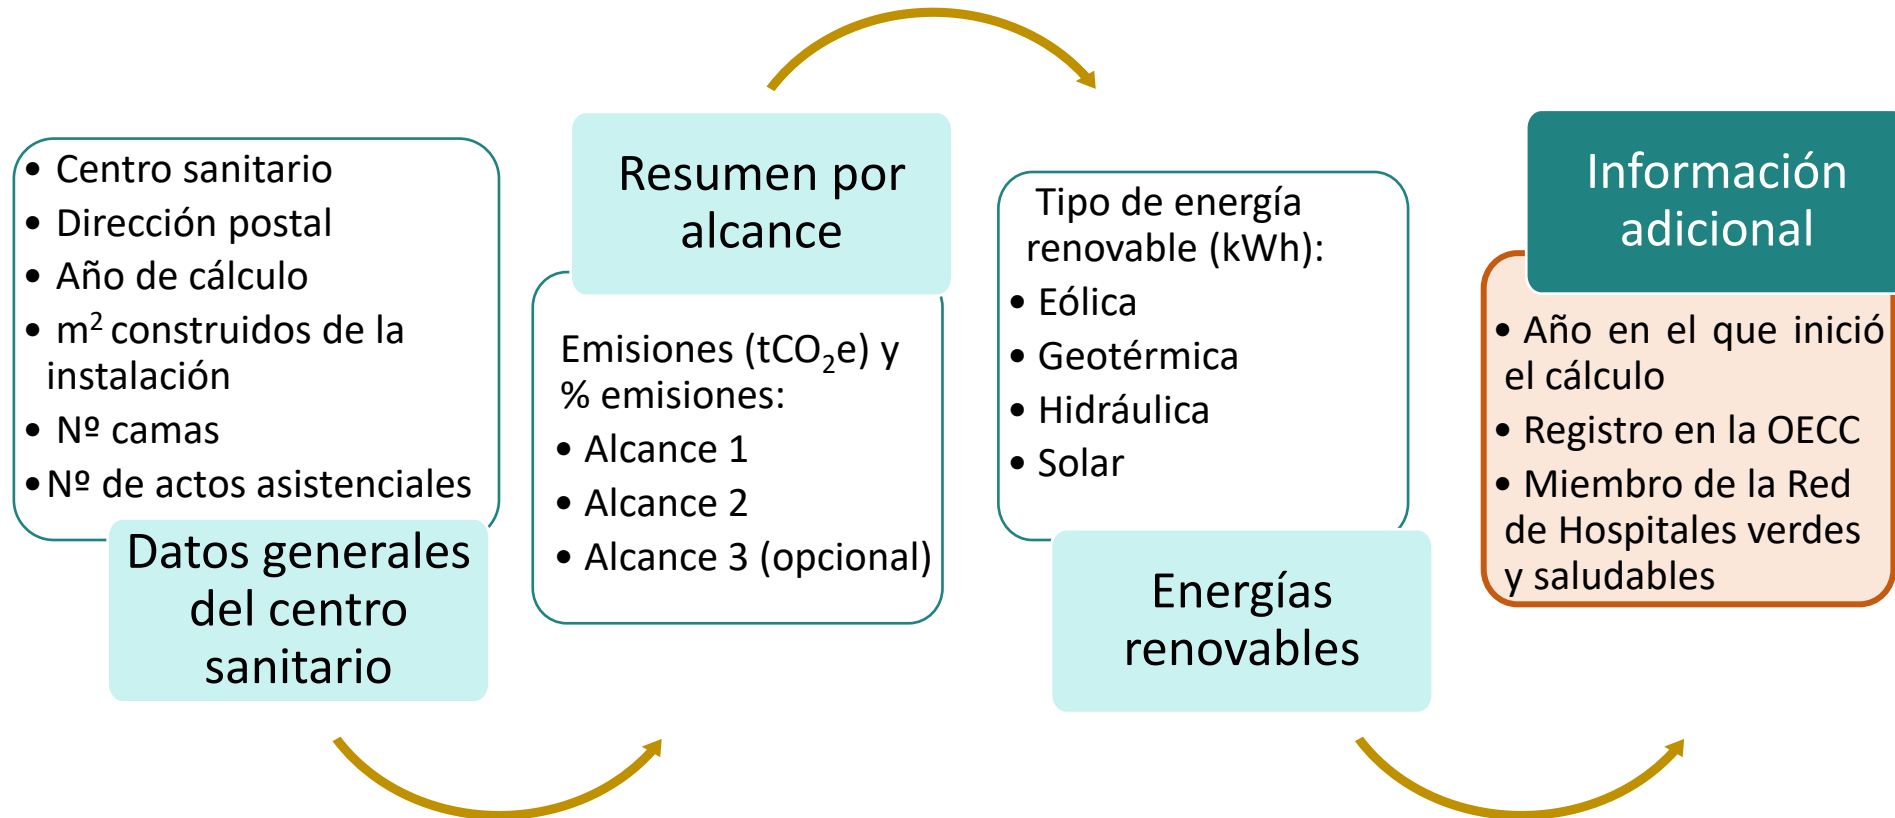 • Centro sanitario
• Dirección postal
• Año de cálculo
• m² construidos de la
instalación
• Nº camas
• Nº de actos asistenciales
Datos generales
del centro
sanitario
Resumen por
alcance
Emisiones (tCO₂e) y
% emisiones:
• Alcance 1
• Alcance 2
• Alcance 3 (opcional)
Tipo de energía
renovable (kWh):
• Eólica
• Geotérmica
• Hidráulica
• Solar
Energías
renovables
Información
adicional
• Año en el que inició
el cálculo
• Registro en la OECC
• Miembro de la Red
de Hospitales verdes
y saludables